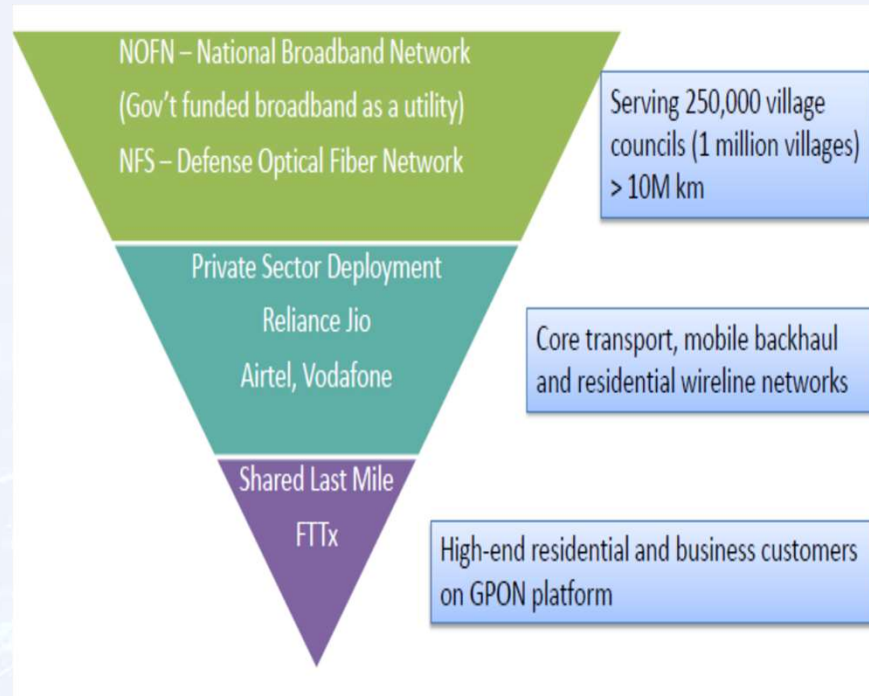 NOFN – National Broadband Network
(Gov't funded broadband as a utility)
NFS – Defense Optical Fiber Network
Serving 250,000 village
councils (1 million villages)
> 10M km
Private Sector Deployment
Reliance Jio
Airtel, Vodafone
Core transport, mobile backhaul
and residential wireline networks
Shared Last Mile
FTTx
High-end residential and business customers
on GPON platform